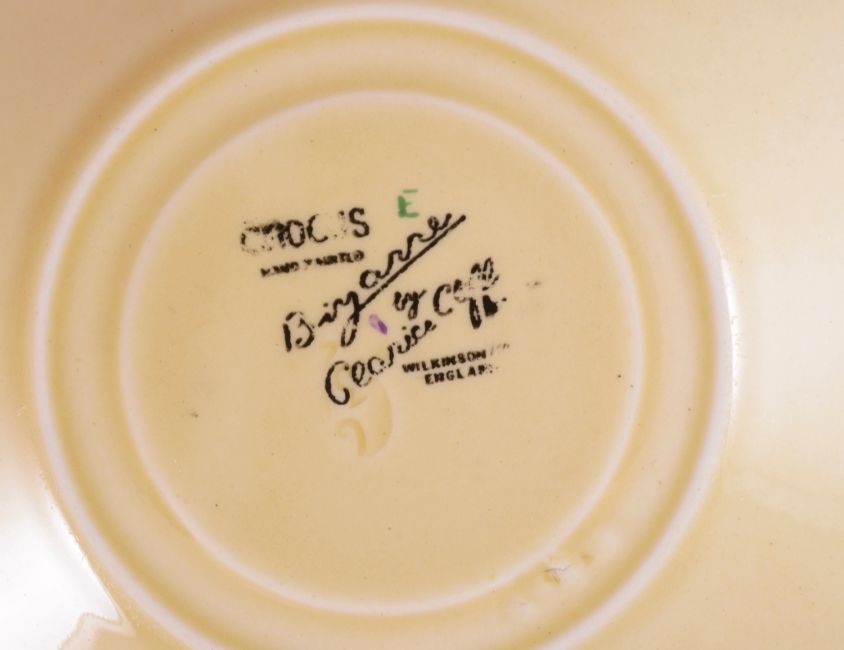 CROCUS
E
HAND PAINTED
Bizarre
by
Clarice Cliff
WILKINSON LTD
ENGLAND